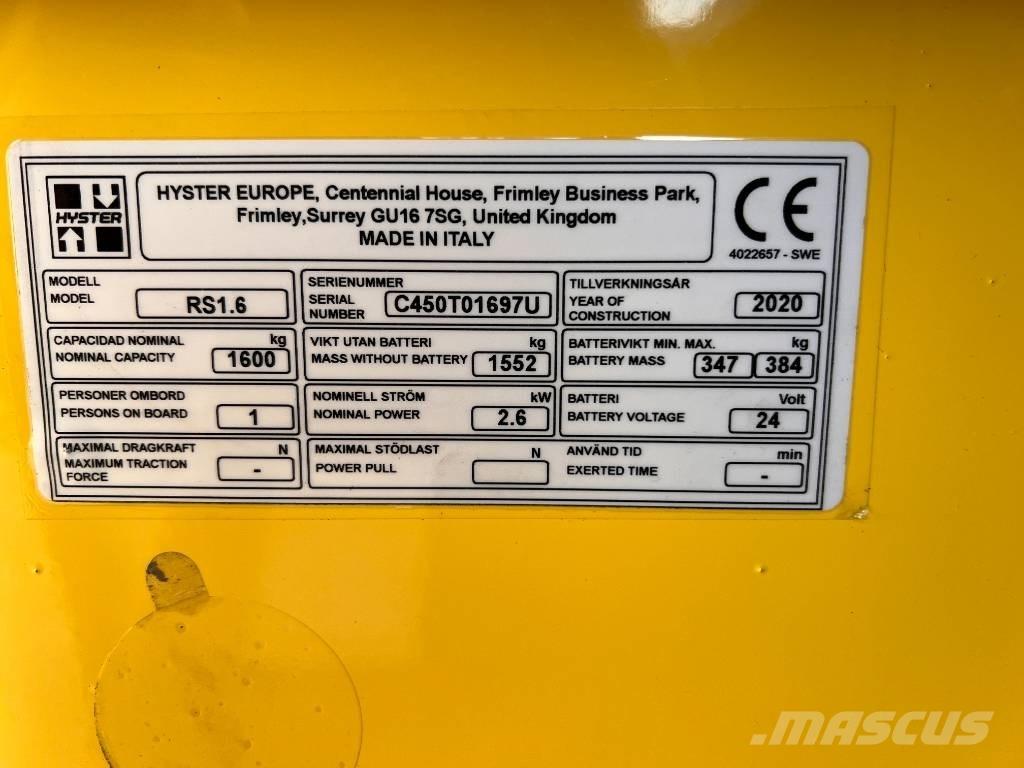 HYSTER
HYSTER EUROPE, Centennial House, Frimley Business Park,
Frimley,Surrey GU16 7SG, United Kingdom
MADE IN ITALY
CE
4022657 - SWE
MODELL
MODEL RS1.6
SERIENUMMER
SERIAL
NUMBER C450T01697U
TILLVERKNINGSÅR
YEAR OF
CONSTRUCTION 2020
CAPACIDAD NOMINAL kg
NOMINAL CAPACITY 1600
VIKT UTAN BATTERI kg
MASS WITHOUT BATTERY 1552
BATTERIVIKT MIN. MAX. kg
BATTERY MASS 347 384
PERSONER OMBORD
PERSONS ON BOARD 1
NOMINELL STRÖM kW
NOMINAL POWER 2.6
BATTERI Volt
BATTERY VOLTAGE 24
MAXIMAL DRAGKRAFT N
MAXIMUM TRACTION
FORCE -
MAXIMAL STÖDLAST N
POWER PULL
ANVÄND TID min
EXERTED TIME -
MASCUS